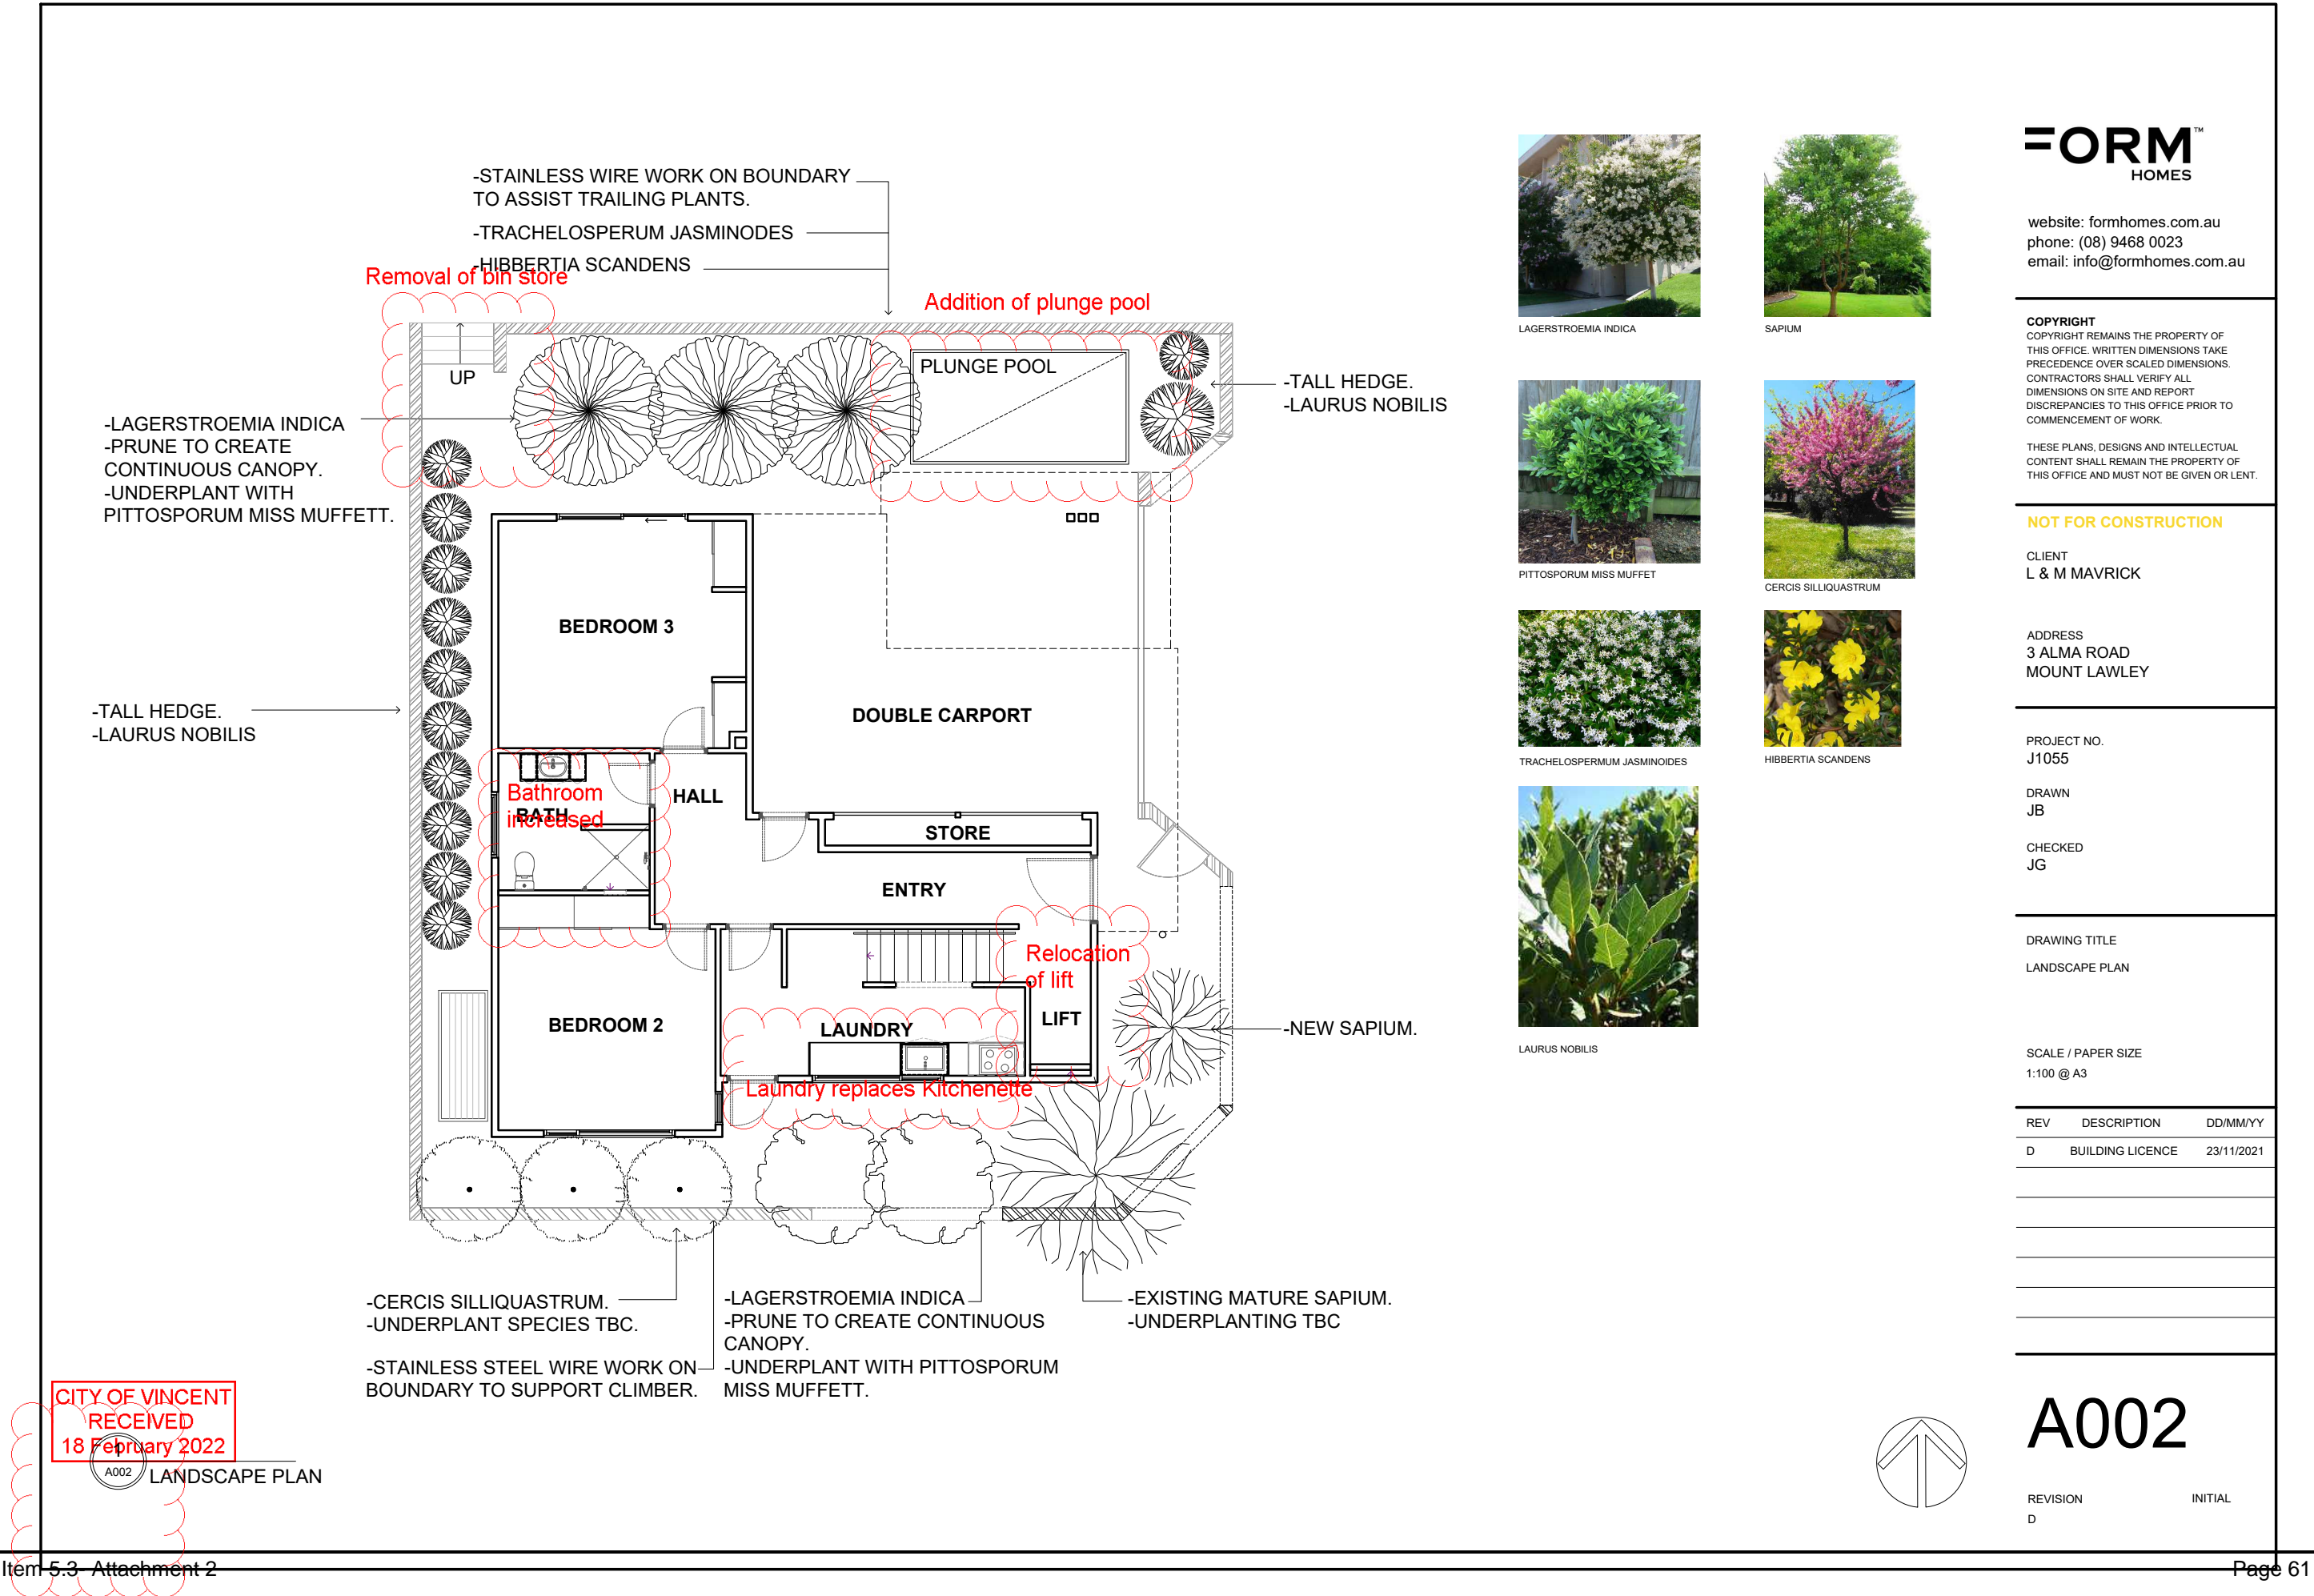 -STAINLESS WIRE WORK ON BOUNDARY
TO ASSIST TRAILING PLANTS.
-TRACHELOSPERUM JASMINODES
-HIBBERTIA SCANDENS
Removal of bin store
Addition of plunge pool
UP
PLUNGE POOL
-TALL HEDGE.
-LAURUS NOBILIS
-LAGERSTROEMIA INDICA
-PRUNE TO CREATE
CONTINUOUS CANOPY.
-UNDERPLANT WITH
PITTOSPORUM MISS MUFFETT.
BEDROOM 3
-TALL HEDGE.
-LAURUS NOBILIS
DOUBLE CARPORT
HALL
Bathroom
increased
BATH
STORE
ENTRY
Relocation
of lift
LIFT
BEDROOM 2
LAUNDRY
-NEW SAPIUM.
Laundry replaces Kitchenette
-CERCIS SILLIQUASTRUM.
-UNDERPLANT SPECIES TBC.
-STAINLESS STEEL WIRE WORK ON
BOUNDARY TO SUPPORT CLIMBER.
-LAGERSTROEMIA INDICA
-PRUNE TO CREATE CONTINUOUS
CANOPY.
-UNDERPLANT WITH PITTOSPORUM
MISS MUFFETT.
-EXISTING MATURE SAPIUM.
-UNDERPLANTING TBC
CITY OF VINCENT
RECEIVED
18 February 2022
1
A002
LANDSCAPE PLAN
LAGERSTROEMIA INDICA
SAPIUM
PITTOSPORUM MISS MUFFET
CERCIS SILLIQUASTRUM
TRACHELOSPERMUM JASMINOIDES
HIBBERTIA SCANDENS
LAURUS NOBILIS
FORM™
HOMES
website: formhomes.com.au
phone: (08) 9468 0023
email: info@formhomes.com.au
COPYRIGHT
COPYRIGHT REMAINS THE PROPERTY OF
THIS OFFICE. WRITTEN DIMENSIONS TAKE
PRECEDENCE OVER SCALED DIMENSIONS.
CONTRACTORS SHALL VERIFY ALL
DIMENSIONS ON SITE AND REPORT
DISCREPANCIES TO THIS OFFICE PRIOR TO
COMMENCEMENT OF WORK.
THESE PLANS, DESIGNS AND INTELLECTUAL
CONTENT SHALL REMAIN THE PROPERTY OF
THIS OFFICE AND MUST NOT BE GIVEN OR LENT.
NOT FOR CONSTRUCTION
CLIENT
L & M MAVRICK
ADDRESS
3 ALMA ROAD
MOUNT LAWLEY
PROJECT NO.
J1055
DRAWN
JB
CHECKED
JG
DRAWING TITLE
LANDSCAPE PLAN
SCALE / PAPER SIZE
1:100 @ A3
REV DESCRIPTION DD/MM/YY
D BUILDING LICENCE 23/11/2021
A002
REVISION INITIAL
D
Item 5.3- Attachment 2
Page 61